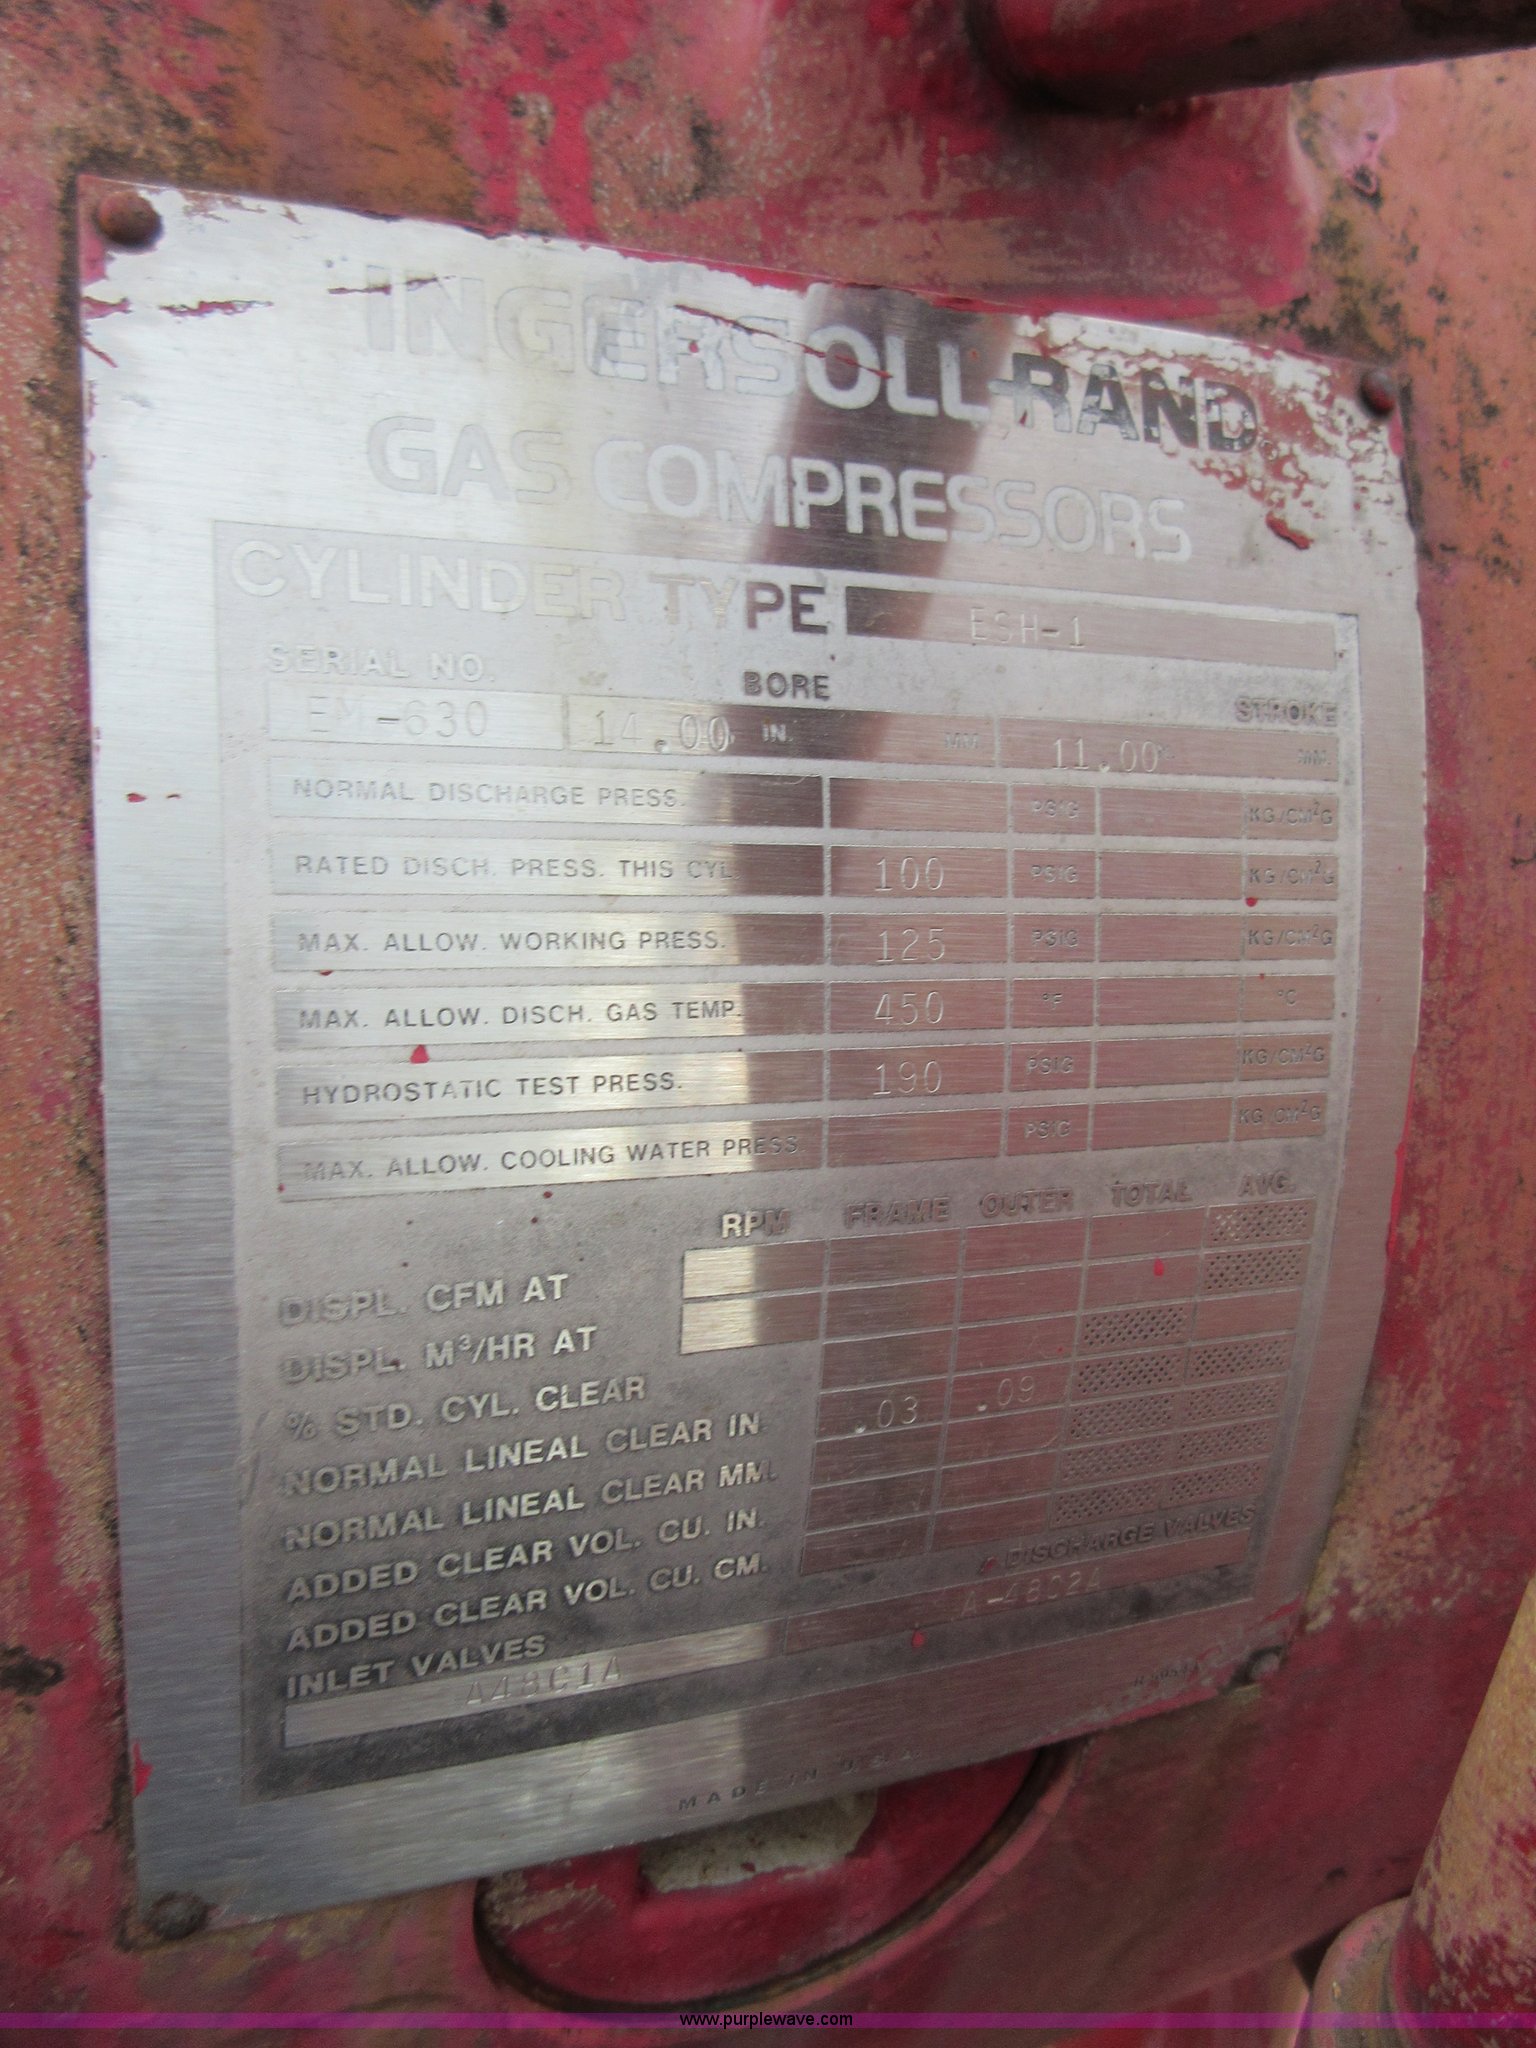 INGERSOLL-RAND
GAS COMPRESSORS
CYLINDER TYPE ESH-1
SERIAL NO. BORE STROKE
EM-630 14.00 IN. MM 11.00 MM.
NORMAL DISCHARGE PRESS. PSIG KG/CM²G
RATED DISCH. PRESS. THIS CYL. 100 PSIG KG/CM²G
MAX. ALLOW. WORKING PRESS. 125 PSIG KG/CM²G
MAX. ALLOW. DISCH. GAS TEMP. 450 °F °C
HYDROSTATIC TEST PRESS. 190 PSIG KG/CM²G
MAX. ALLOW. COOLING WATER PRESS. PSIG KG/CM²G
RPM FRAME OUTER TOTAL AVG.
DISPL. CFM AT
DISPL. M³/HR AT
% STD. CYL. CLEAR
NORMAL LINEAL CLEAR IN. .03 .09
NORMAL LINEAL CLEAR MM.
ADDED CLEAR VOL. CU. IN.
ADDED CLEAR VOL. CU. CM.
INLET VALVES DISCHARGE VALVES
A48C1A A-48C2A
MADE IN U.S.A.
www.purplewave.com